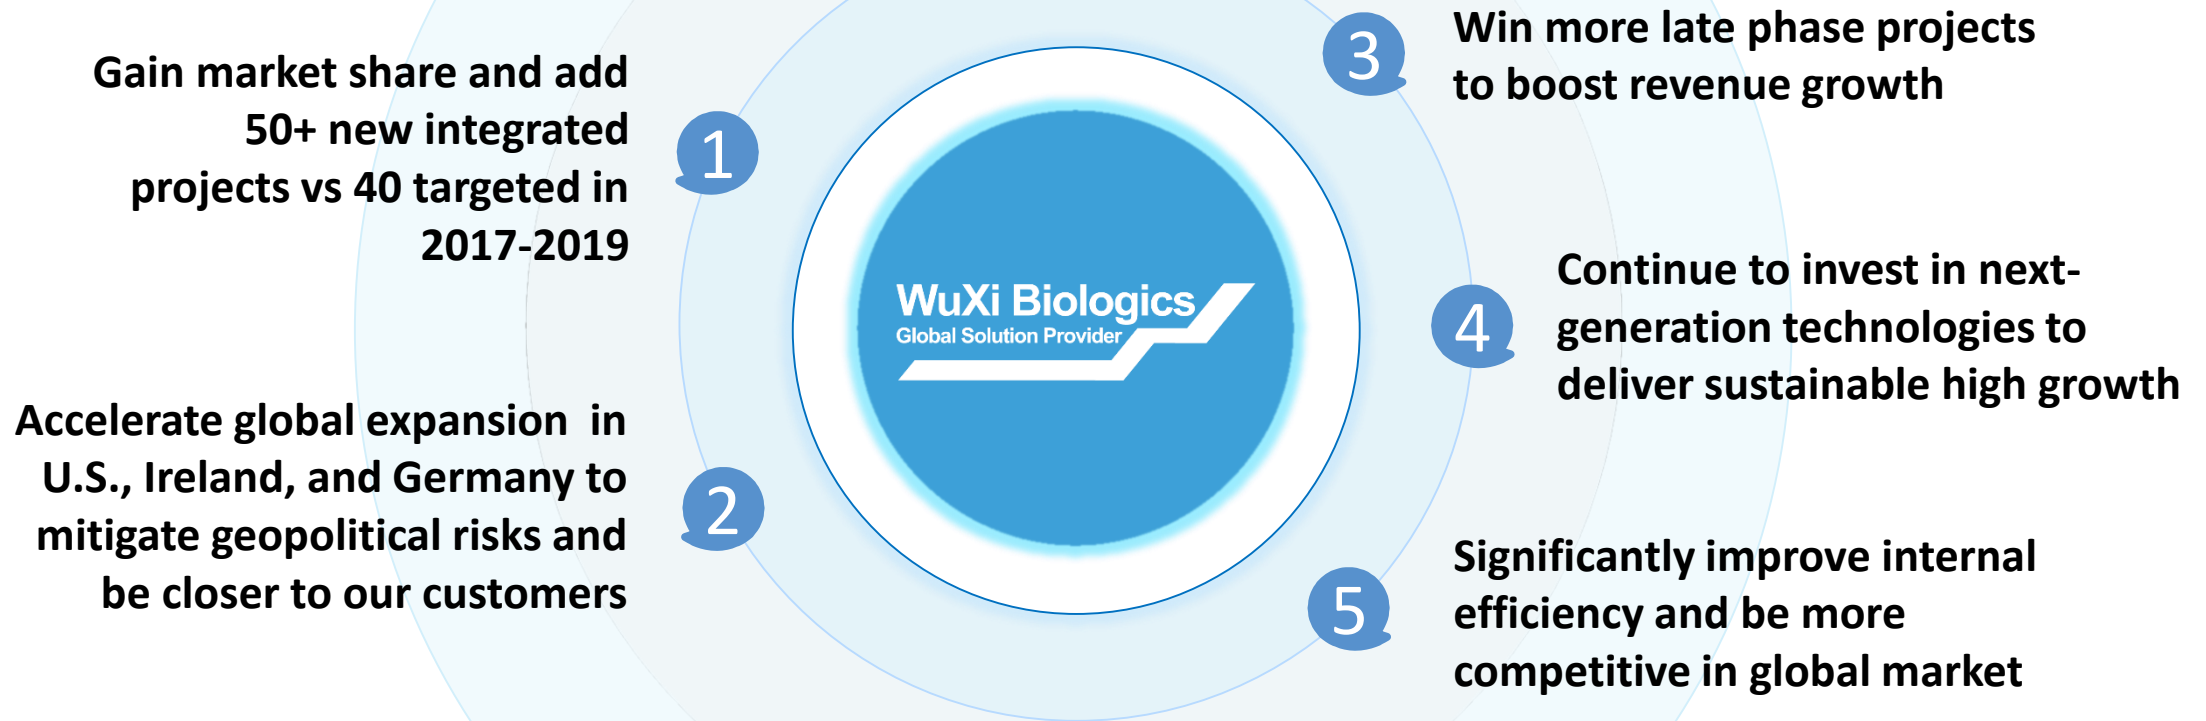 Gain market share and add
50+ new integrated
projects vs 40 targeted in
2017-2019
1
Accelerate global expansion in
U.S., Ireland, and Germany to
mitigate geopolitical risks and
be closer to our customers
2
WuXi Biologics
Global Solution Provider
3
Win more late phase projects
to boost revenue growth
4
Continue to invest in next-
generation technologies to
deliver sustainable high growth
5
Significantly improve internal
efficiency and be more
competitive in global market